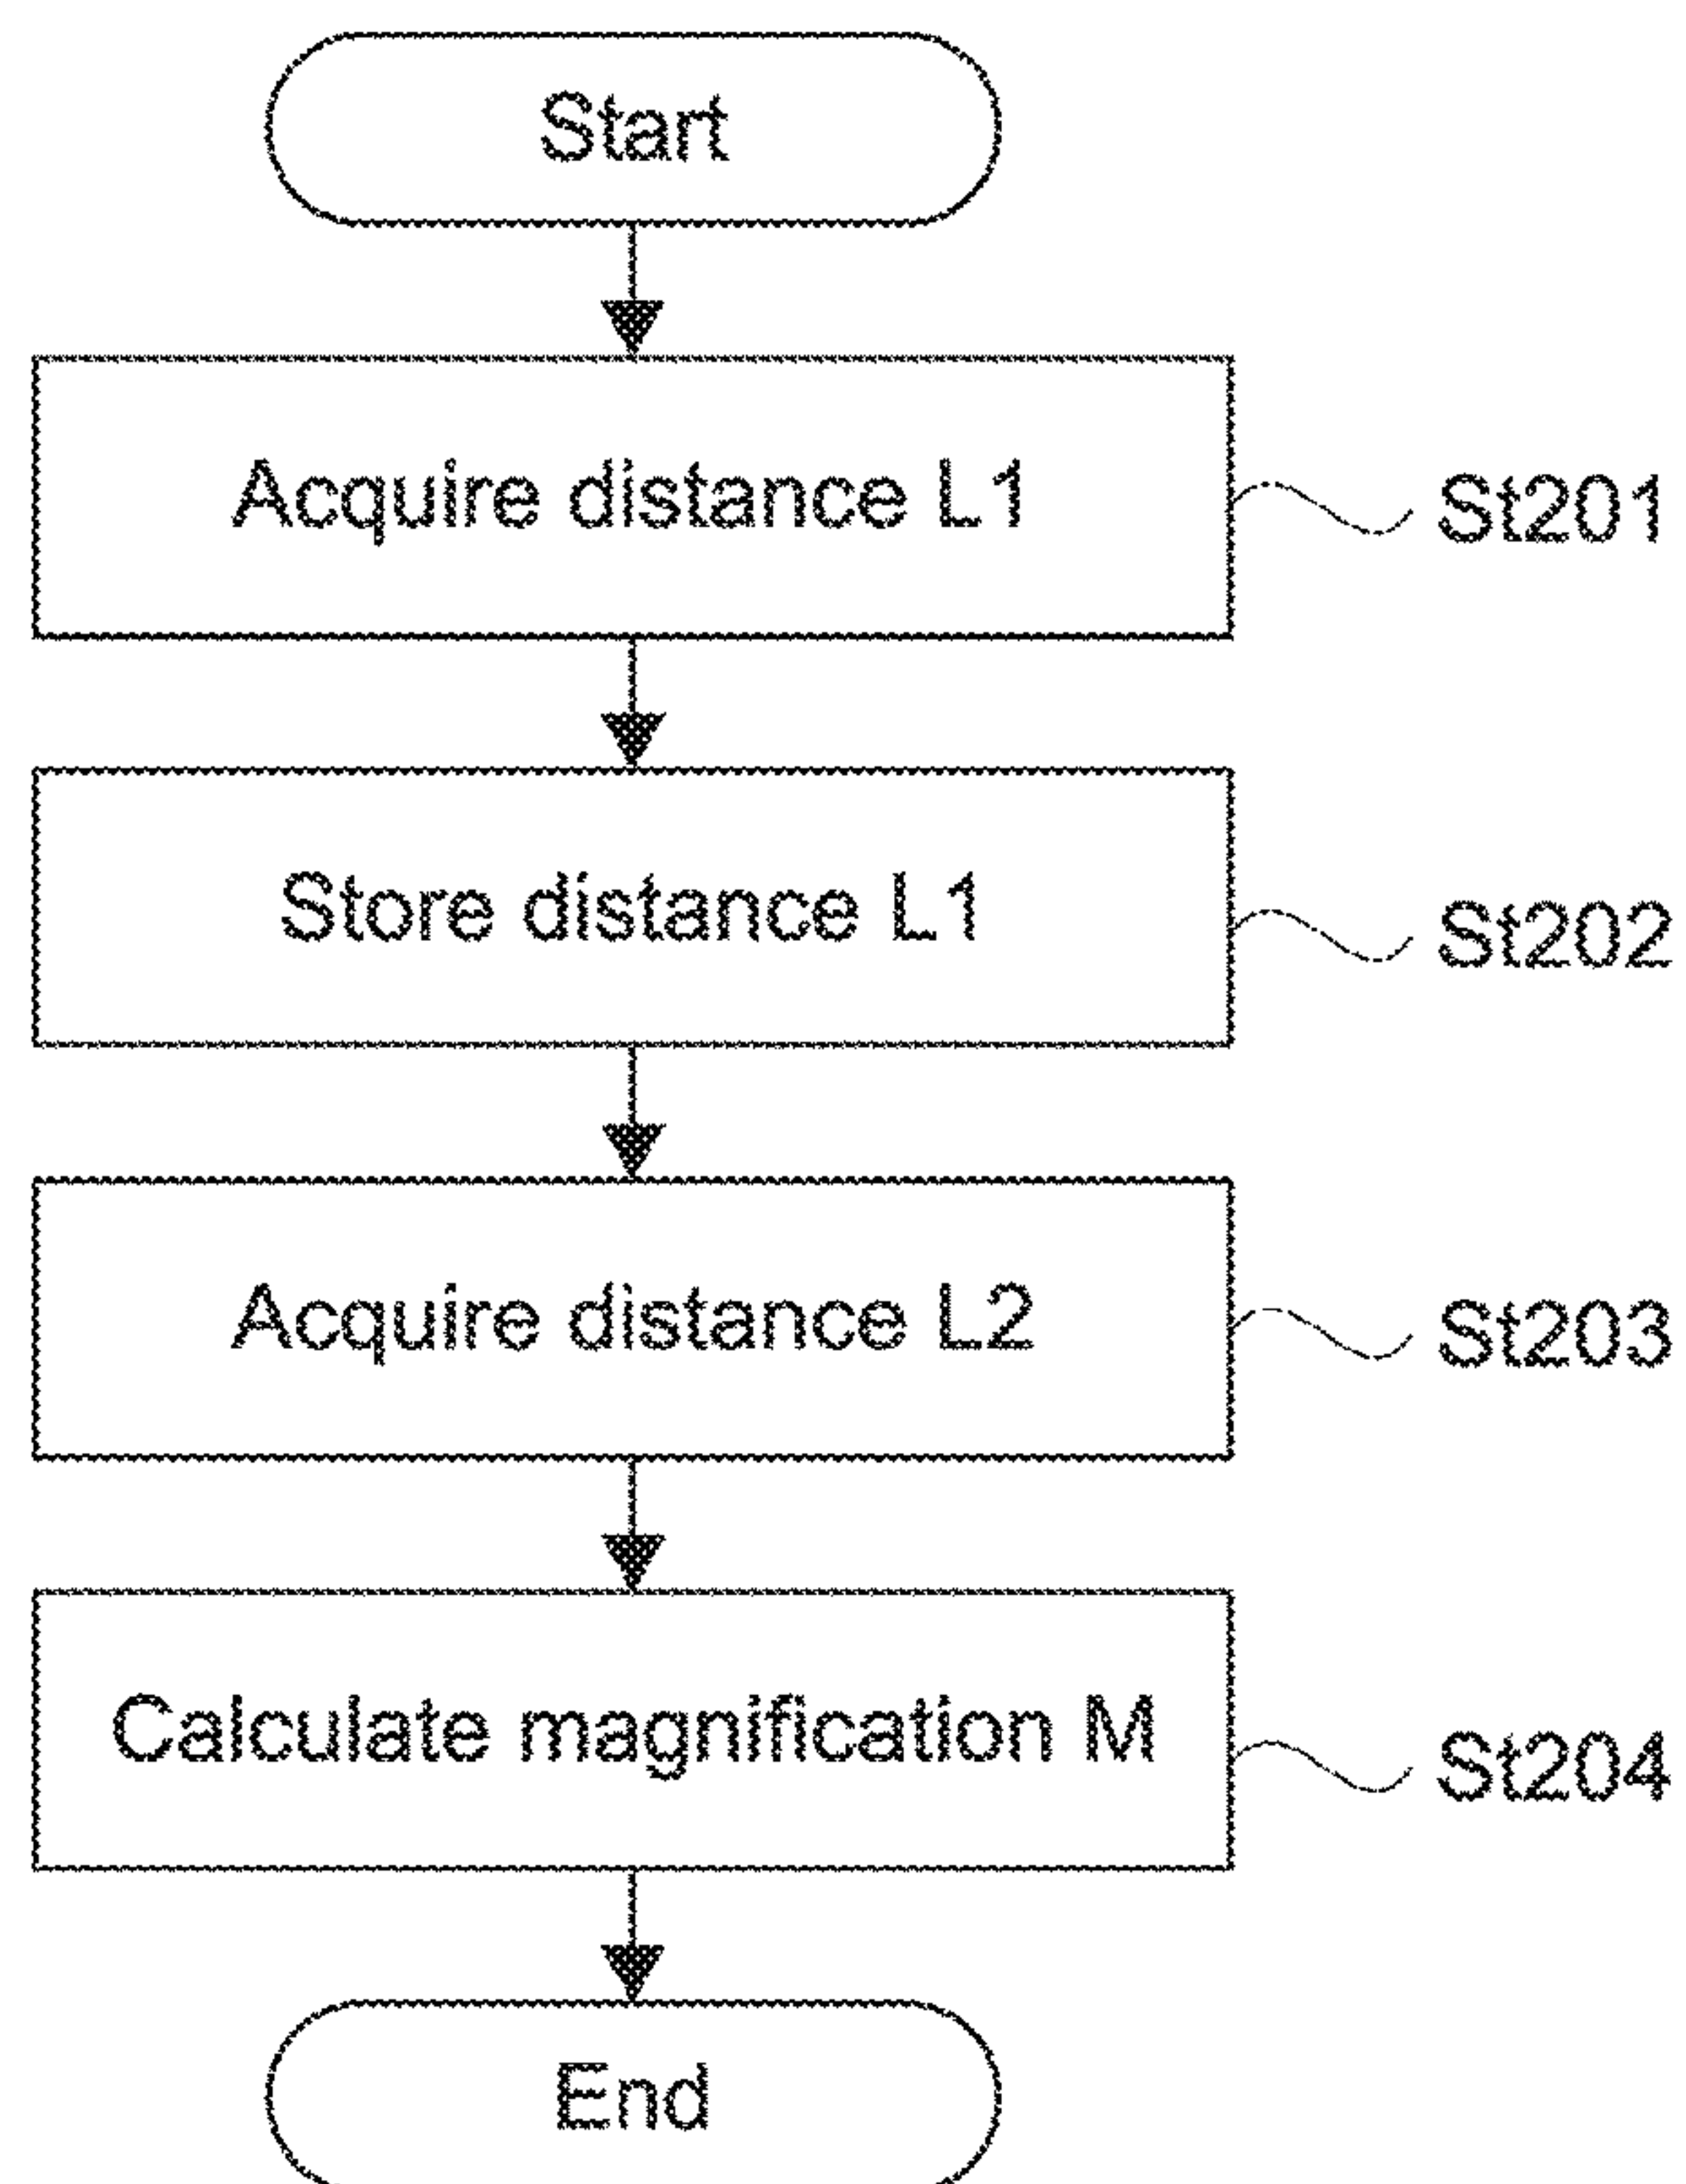 Start
Acquire distance L1
St201
Store distance L1
St202
Acquire distance L2
St203
Calculate magnification M
St204
End